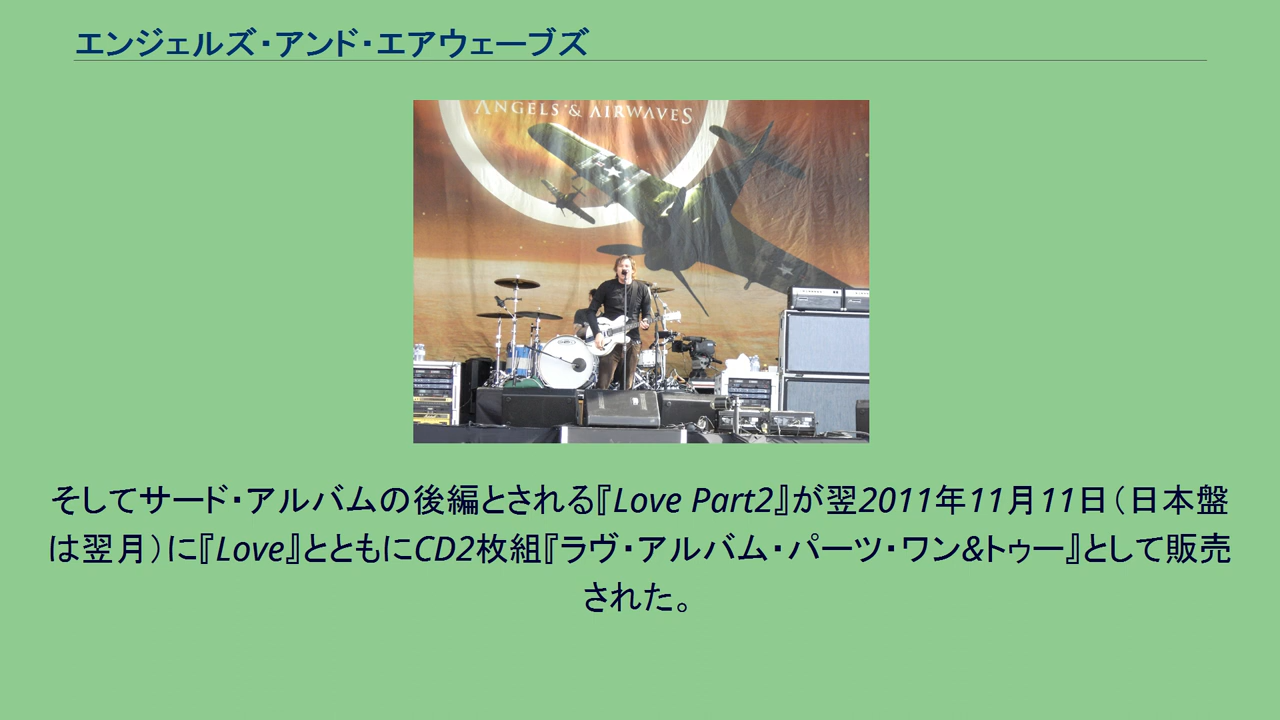 エンジェルズ・アンド・エアウェーブズ
ANGELS & AIRWAVES
そしてサード・アルバムの後編とされる『Love Part2』が翌2011年11月11日（日本盤
は翌月）に『Love』とともにCD2枚組『ラヴ・アルバム・パーツ・ワン&トゥー』として販売
された。